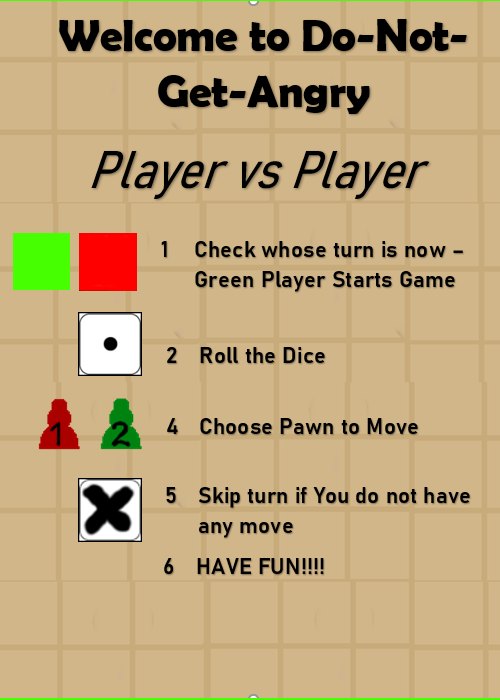 Welcome to Do-Not-
Get-Angry
Player vs Player
1 Check whose turn is now –
Green Player Starts Game
2 Roll the Dice
1 2 4 Choose Pawn to Move
5 Skip turn if You do not have
any move
6 HAVE FUN!!!!